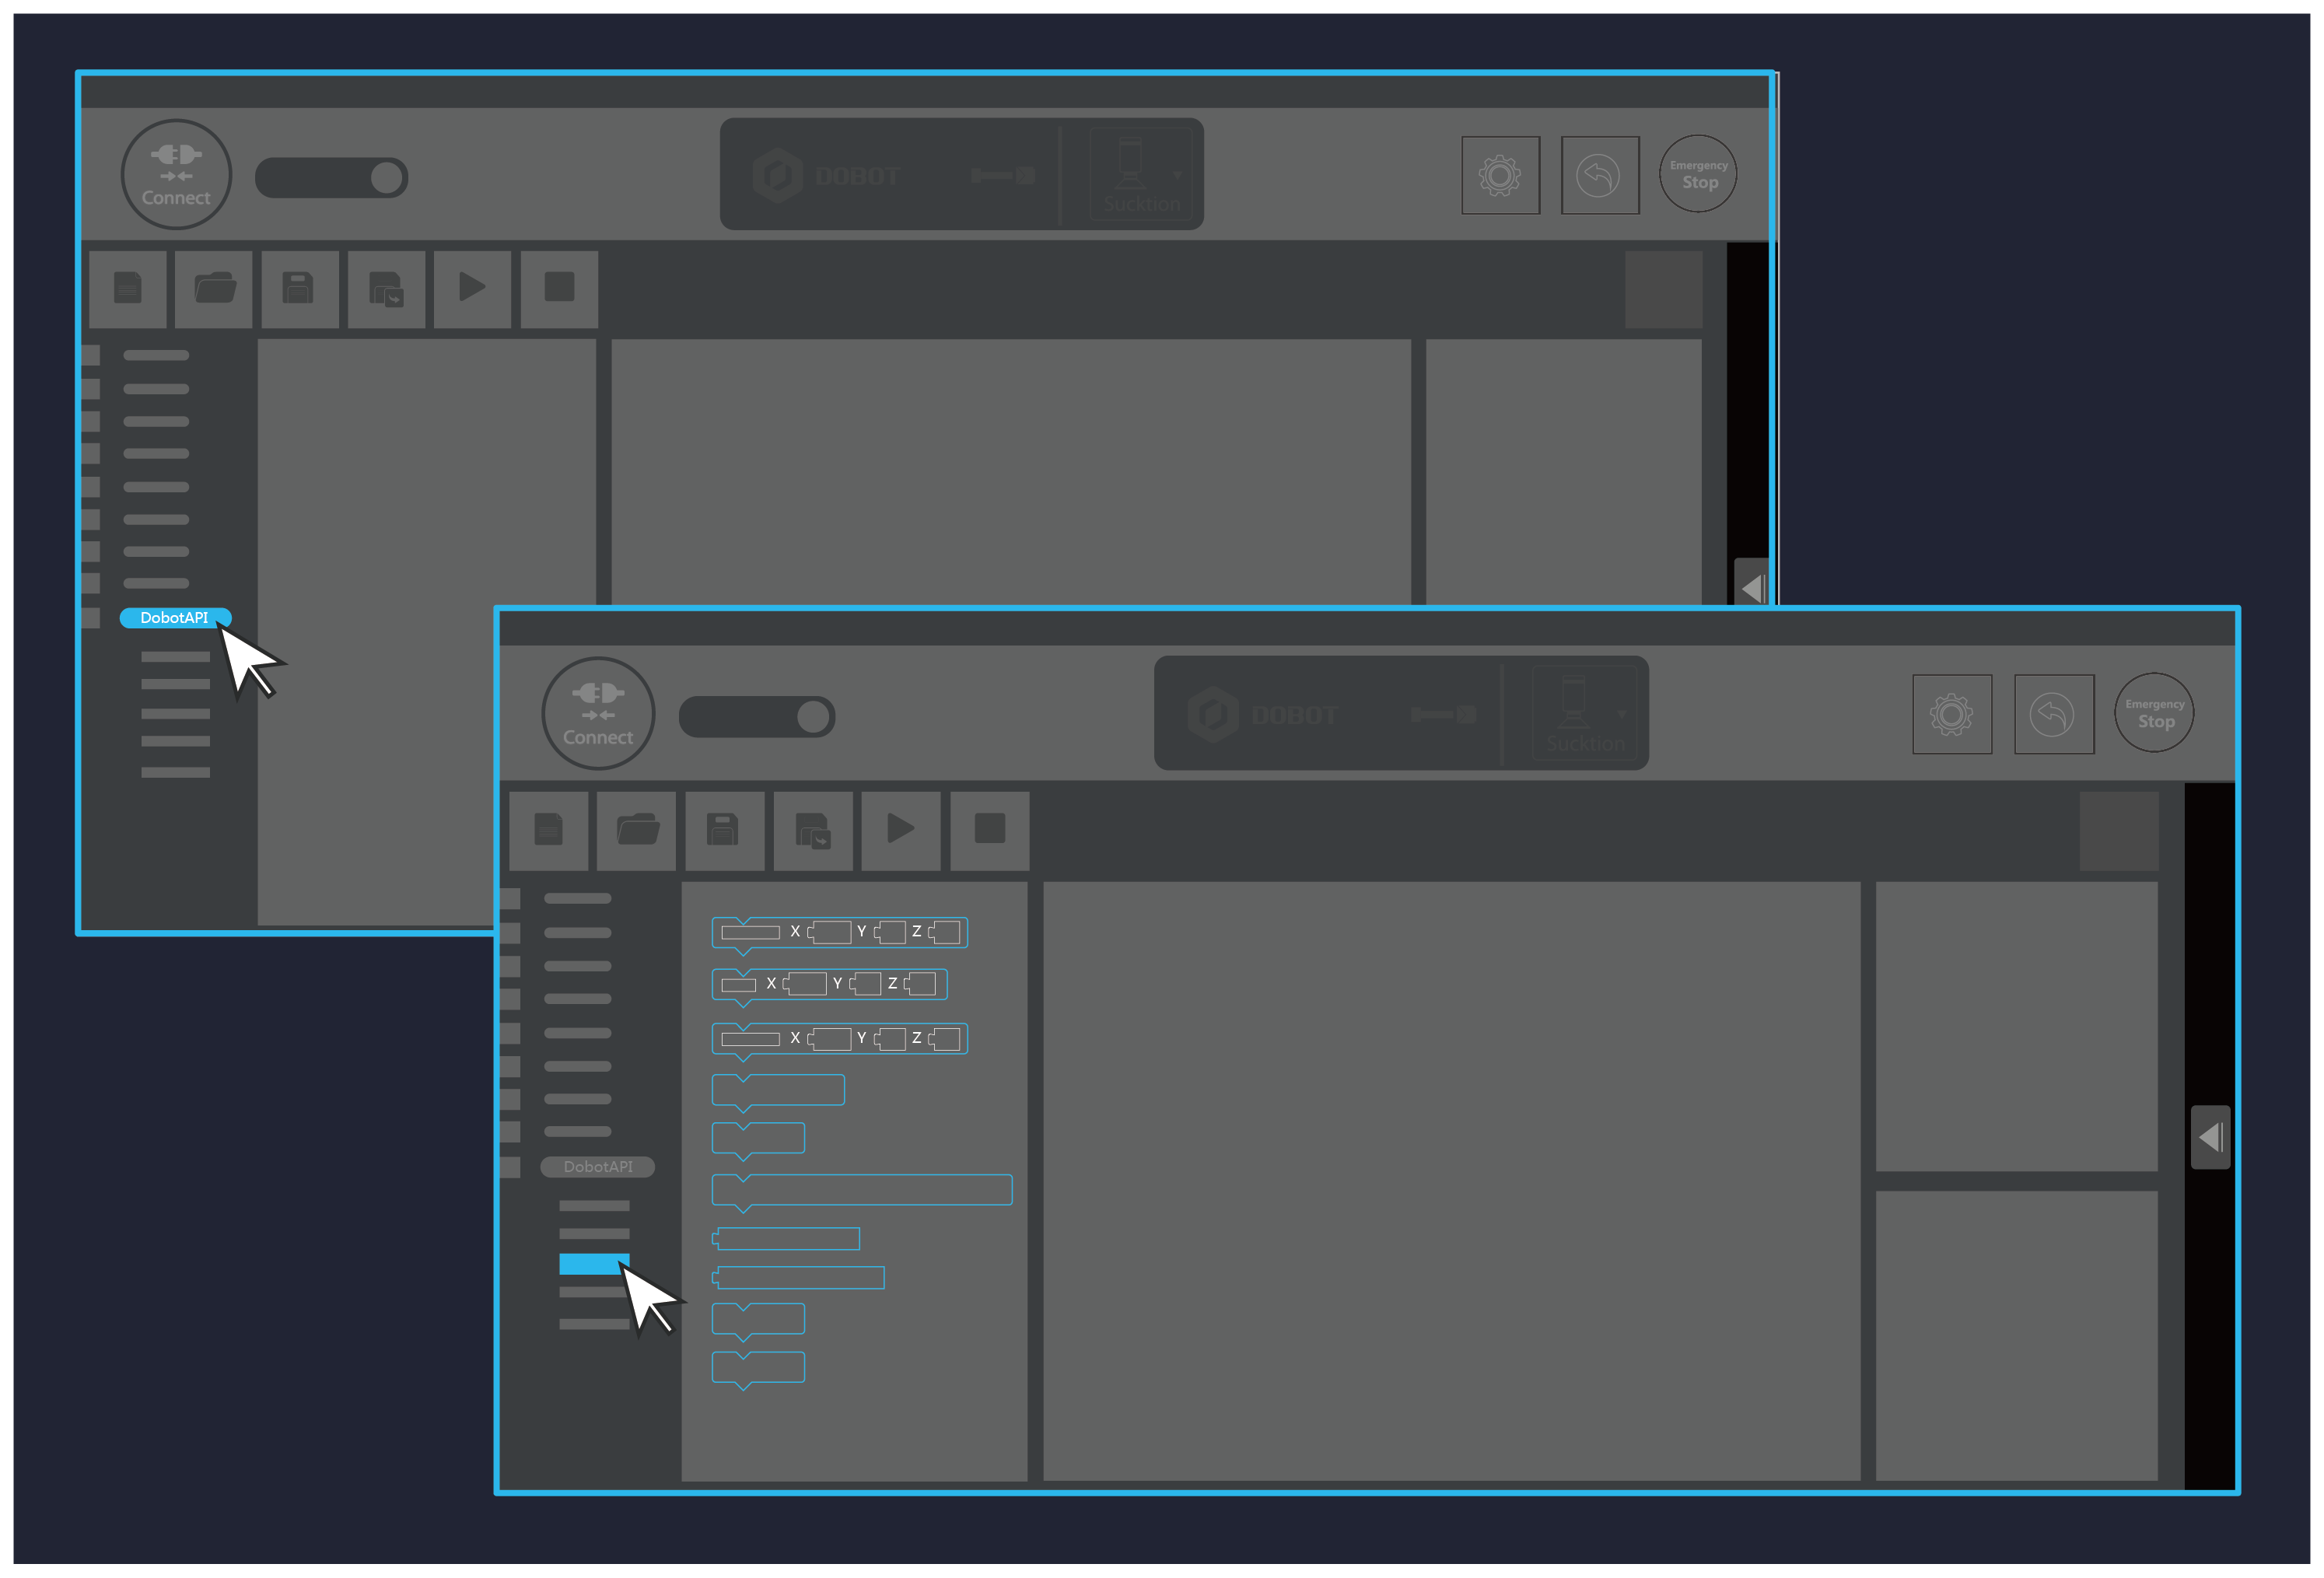 Connect
DOBOT
Sucktion
Emergency
Stop
DobotAPI
Connect
DOBOT
Sucktion
Emergency
Stop
X Y Z
X Y Z
X Y Z
DobotAPI